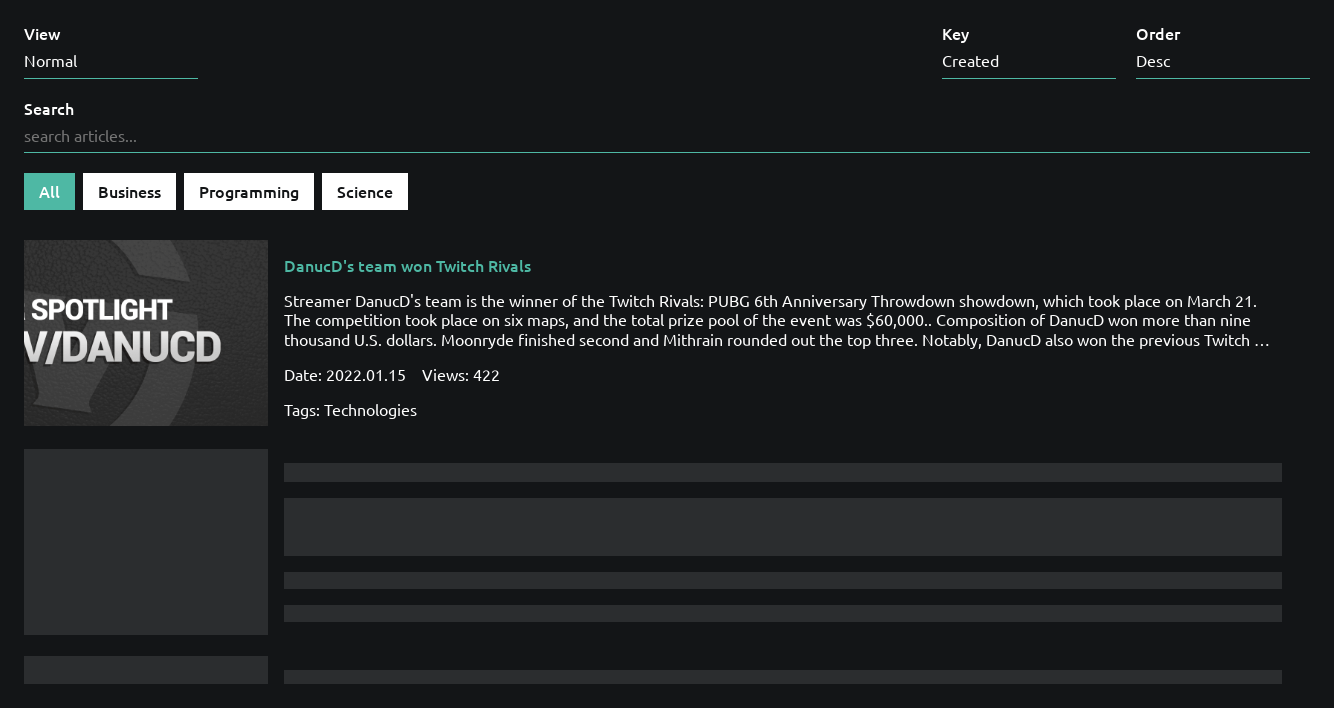 View
Normal
Key
Created
Order
Desc
Search
search articles...
All
Business
Programming
Science
SPOTLIGHT
V/DANUCD
DanucD's team won Twitch Rivals
Streamer DanucD's team is the winner of the Twitch Rivals: PUBG 6th Anniversary Throwdown showdown, which took place on March 21.
The competition took place on six maps, and the total prize pool of the event was $60,000.. Composition of DanucD won more than nine
thousand U.S. dollars. Moonryde finished second and Mithrain rounded out the top three. Notably, DanucD also won the previous Twitch …
Date: 2022.01.15 Views: 422
Tags: Technologies